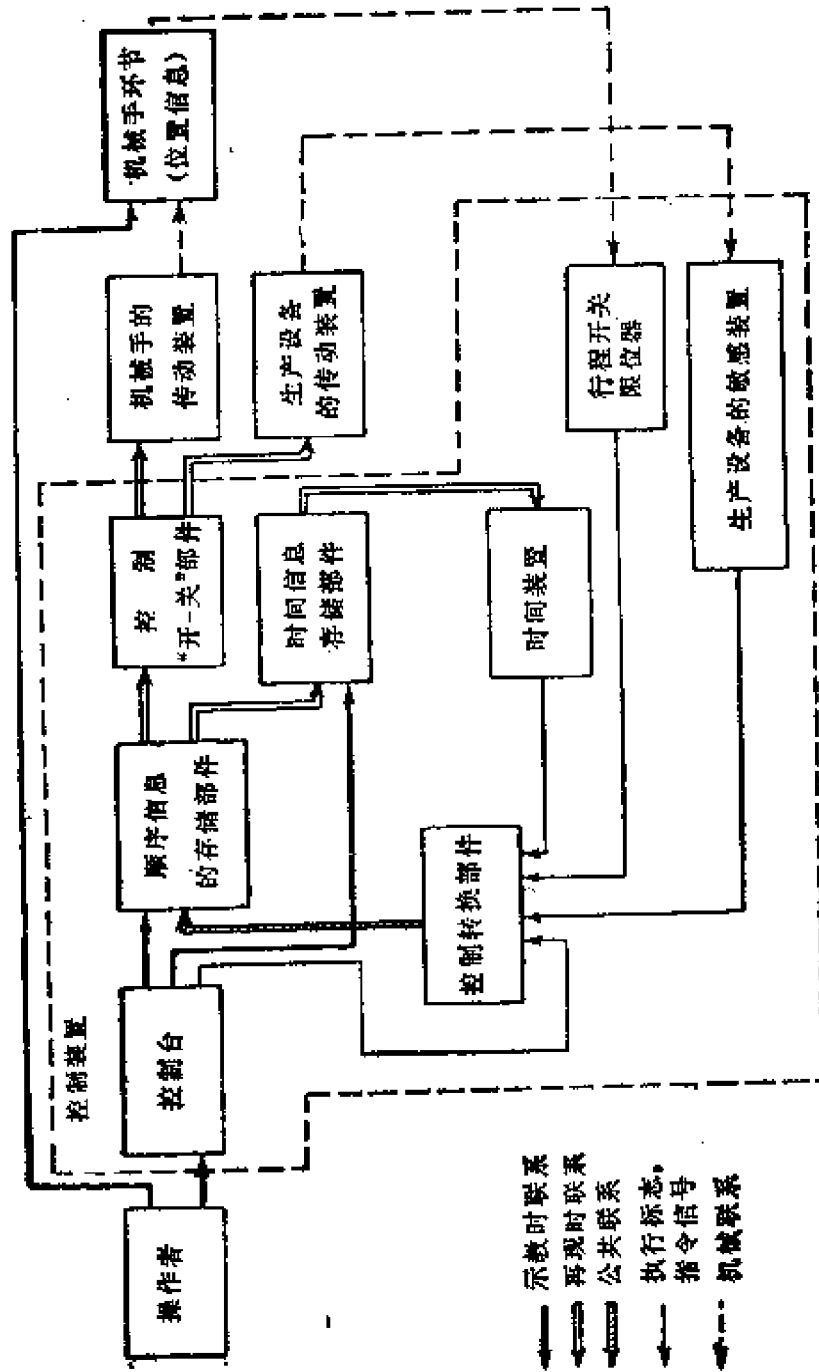 控制装置
操作者
控制台
顺序信息
的存储部件
控制
“开-关”部件
机械手的
传动装置
机械手环节
(位置信息)
时间信息
存储部件
生产设备
的传动装置
控制转换部件
时间装置
行程开关
限位器
生产设备的敏感装置
示教时联系
再现时联系
公共联系
执行标志,
指令信号
机械联系